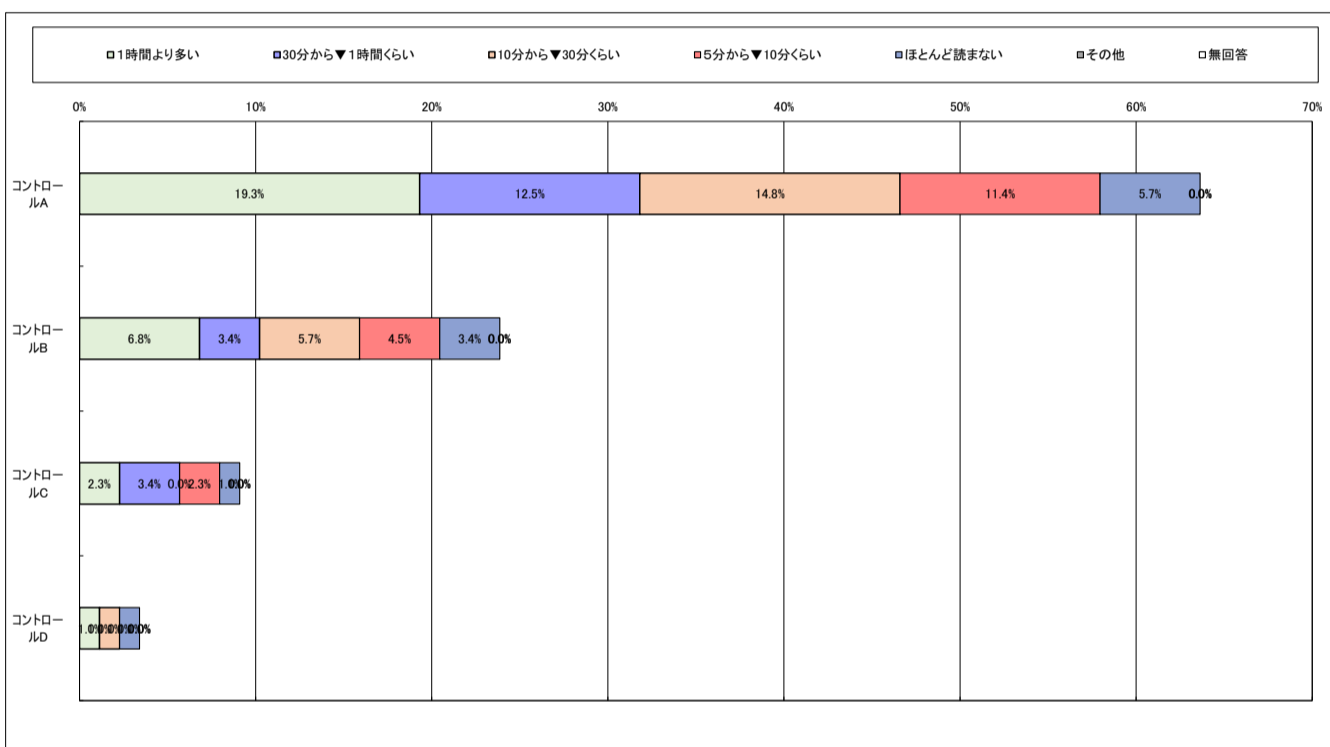 １時間より多い 30分から▼１時間くらい 10分から▼30分くらい ５分から▼10分くらい ほとんど読まない その他 無回答
0% 10% 20% 30% 40% 50% 60% 70%
コントロー
ルA
19.3% 12.5% 14.8% 11.4% 5.7% 0.0%
コントロー
ルB
6.8% 3.4% 5.7% 4.5% 3.4% 0.0%
コントロー
ルC
2.3% 3.4% 0.0% 2.3% 0.0%
コントロー
ルD
0.0%